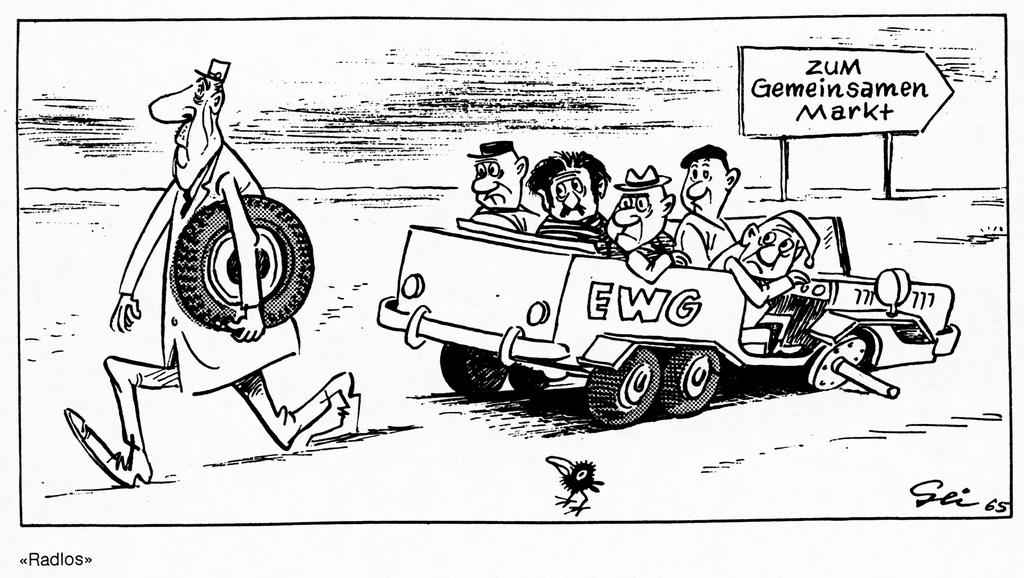 ZUM
Gemeinsamen
Markt
EWG
Gei 65
«Radlos»